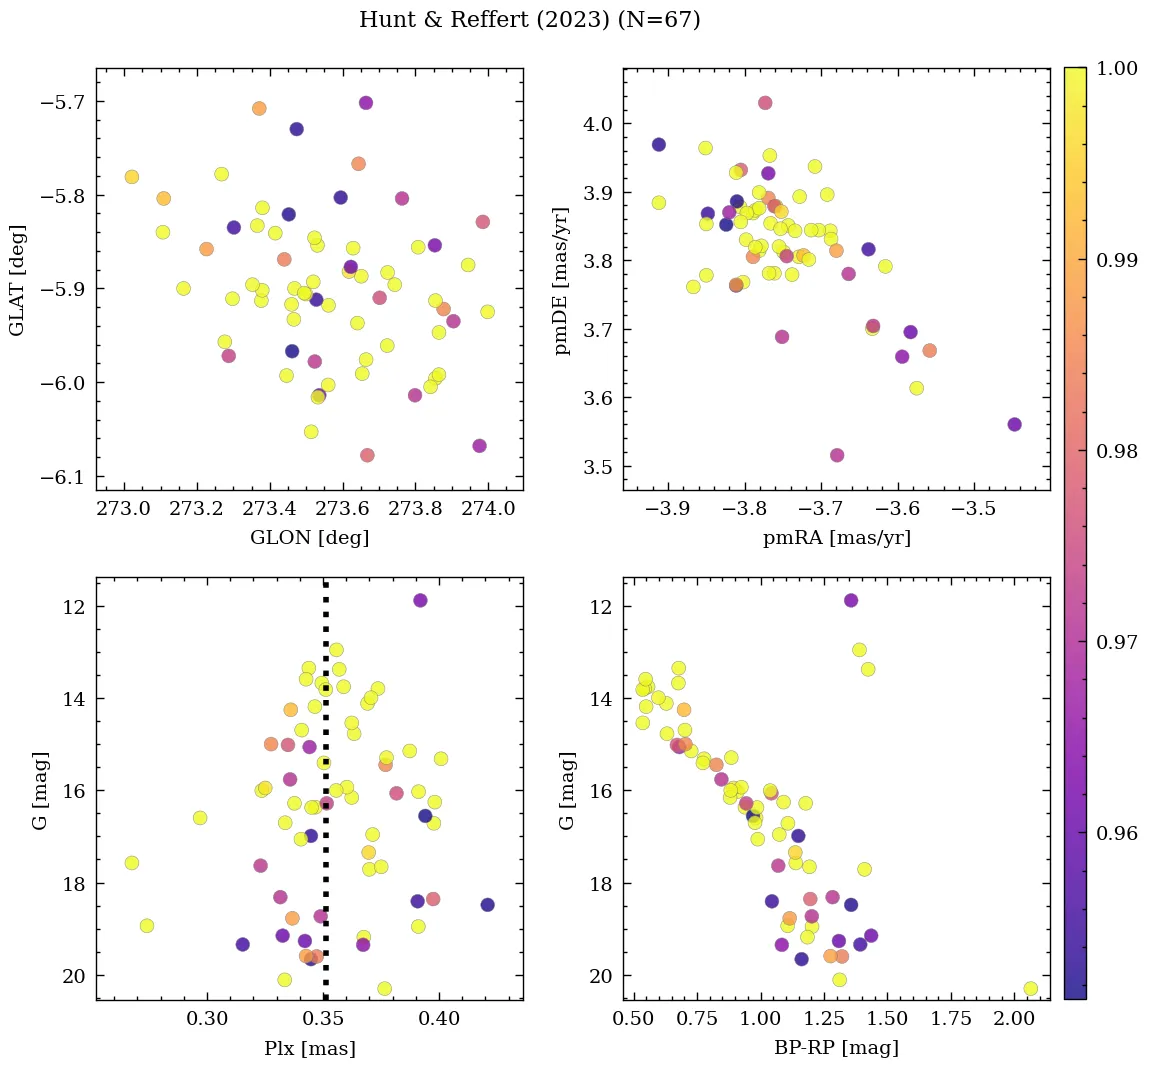 Hunt & Reffert (2023) (N=67)
−5.7
−5.8
−5.9
−6.0
−6.1
GLAT [deg]
273.0 273.2 273.4 273.6 273.8 274.0
GLON [deg]
4.0
3.9
3.8
3.7
3.6
3.5
pmDE [mas/yr]
−3.9 −3.8 −3.7 −3.6 −3.5
pmRA [mas/yr]
1.00
0.99
0.98
0.97
0.96
12
14
16
18
20
G [mag]
0.30 0.35 0.40
Plx [mas]
12
14
16
18
20
G [mag]
0.50 0.75 1.00 1.25 1.50 1.75 2.00
BP-RP [mag]